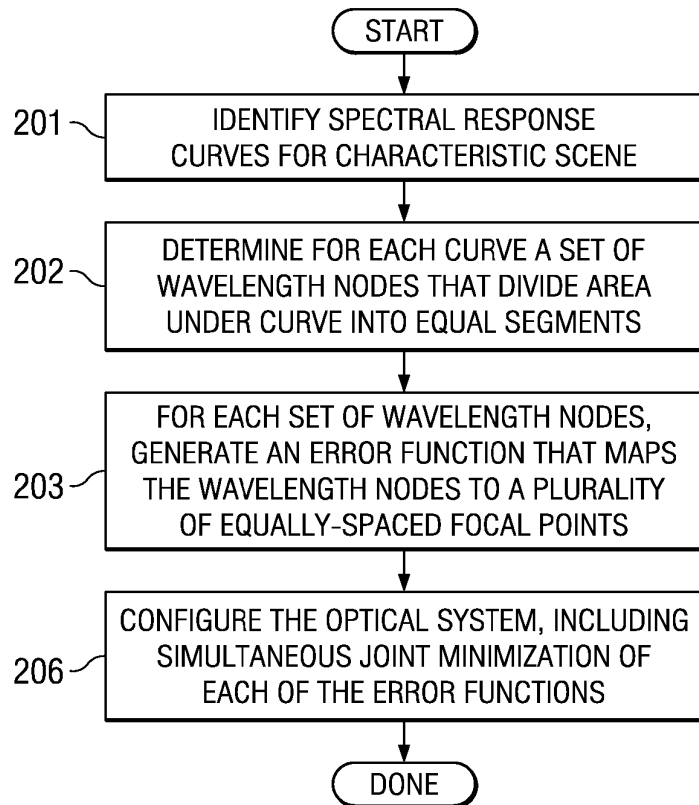 START
201
IDENTIFY SPECTRAL RESPONSE
CURVES FOR CHARACTERISTIC SCENE
202
DETERMINE FOR EACH CURVE A SET OF
WAVELENGTH NODES THAT DIVIDE AREA
UNDER CURVE INTO EQUAL SEGMENTS
203
FOR EACH SET OF WAVELENGTH NODES,
GENERATE AN ERROR FUNCTION THAT MAPS
THE WAVELENGTH NODES TO A PLURALITY
OF EQUALLY-SPACED FOCAL POINTS
206
CONFIGURE THE OPTICAL SYSTEM, INCLUDING
SIMULTANEOUS JOINT MINIMIZATION OF
EACH OF THE ERROR FUNCTIONS
DONE